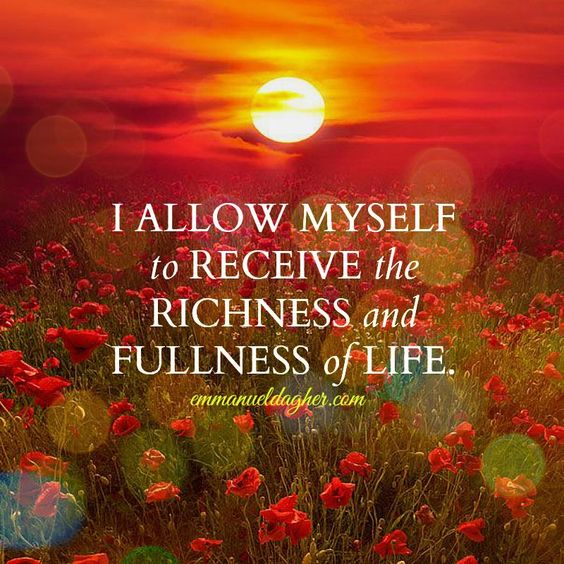 I ALLOW MYSELF
to RECEIVE the
RICHNESS and
FULLNESS of LIFE.
emmanueldagher.com